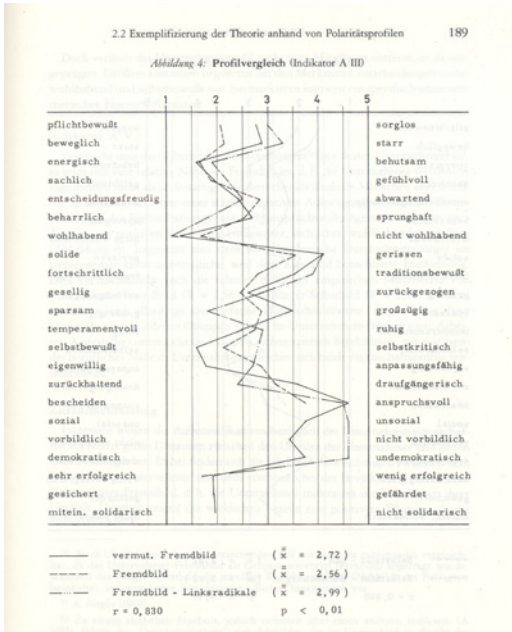 2.2 Exemplifizierung der Theorie anhand von Polaritätsprofilen 189
Abbildung 4: Profilvergleich (Indikator A III)
1 2 3 4 5
pflichtbewußt sorglos
beweglich starr
energisch behutsam
sachlich gefühlvoll
entscheidungsfreudig abwartend
beharrlich sprunghaft
wohlhabend nicht wohlhabend
solide gerissen
fortschrittlich traditionsbewußt
gesellig zurückgezogen
sparsam großzügig
temperamentvoll ruhig
selbstbewußt selbstkritisch
eigenwillig anpassungsfähig
zurückhaltend draufgängerisch
bescheiden anspruchsvoll
sozial unsozial
vorbildlich nicht vorbildlich
demokratisch undemokratisch
sehr erfolgreich wenig erfolgreich
gesichert gefährdet
mitein. solidarisch nicht solidarisch
vermut. Fremdbild ( x̄ = 2,72 )
Fremdbild ( x̄ = 2,56 )
Fremdbild - Linksradikale ( x̄ = 2,99 )
r = 0,830 p < 0,01